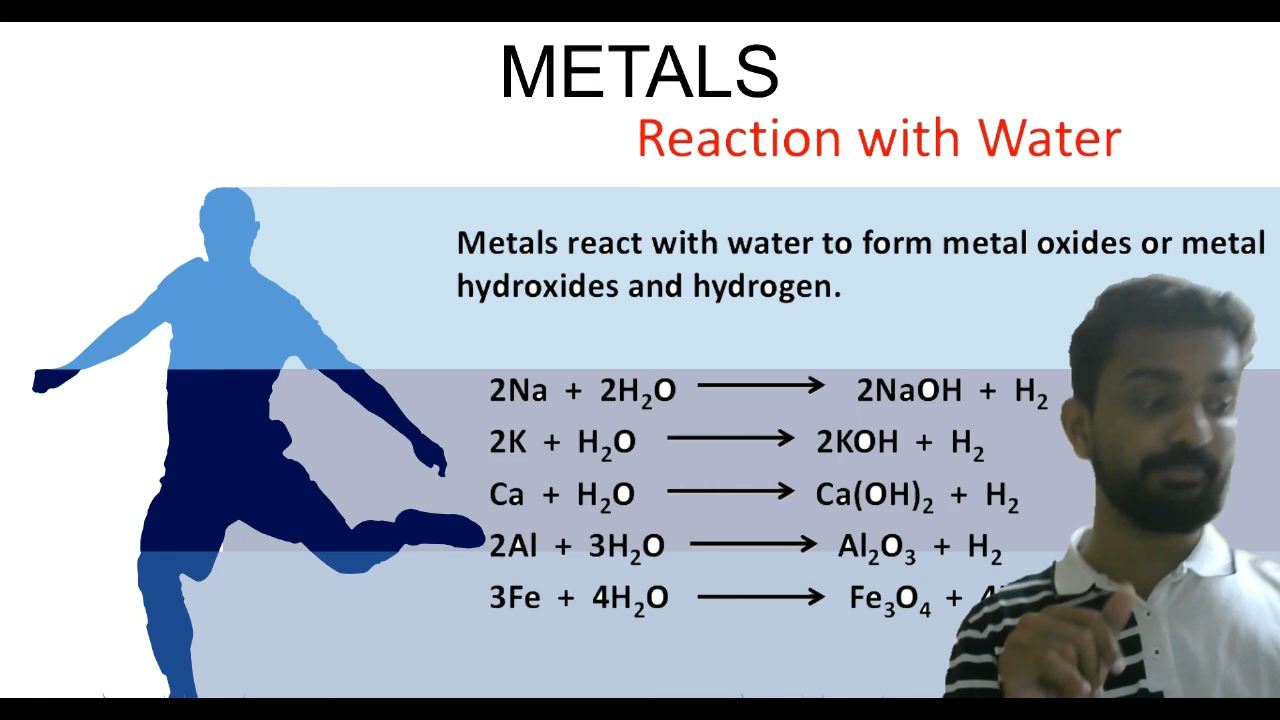 METALS
Reaction with Water
Metals react with water to form metal oxides or metal
hydroxides and hydrogen.
2Na + 2H₂O ⟶ 2NaOH + H₂
2K + H₂O ⟶ 2KOH + H₂
Ca + H₂O ⟶ Ca(OH)₂ + H₂
2Al + 3H₂O ⟶ Al₂O₃ + H₂
3Fe + 4H₂O ⟶ Fe₃O₄ +